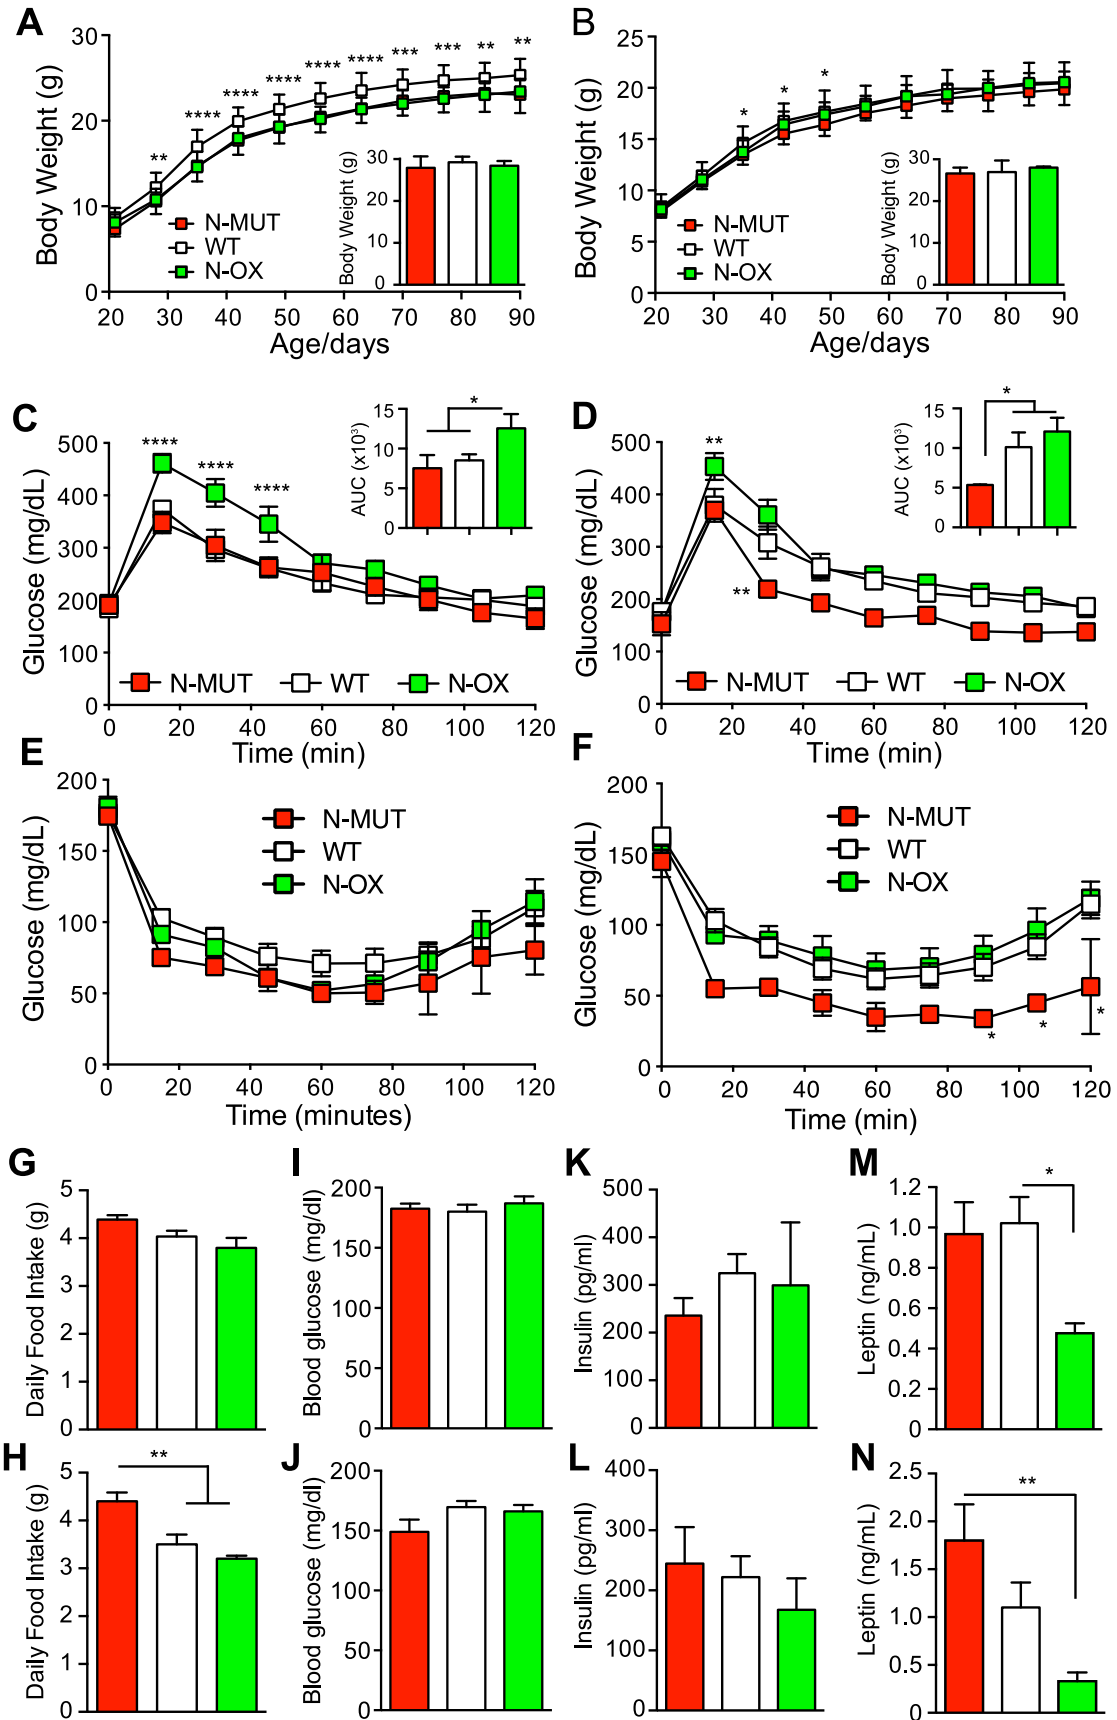 A
Body Weight (g)
30
20
10
0
** **** **** **** **** **** *** *** ** **
N-MUT
WT
N-OX
Body Weight (g)
30
20
10
0
20 30 40 50 60 70 80 90
Age/days
B
Body Weight (g)
25
20
15
10
5
0
* * *
N-MUT
WT
N-OX
Body Weight (g)
30
20
10
0
20 30 40 50 60 70 80 90
Age/days
C
Glucose (mg/dL)
500
400
300
200
100
0
**** **** ****
AUC (x10³)
15
10
5
0
*
N-MUT WT N-OX
0 20 40 60 80 100 120
Time (min)
D
Glucose (mg/dL)
500
400
300
200
100
0
**
**
AUC (x10³)
15
10
5
0
*
N-MUT WT N-OX
0 20 40 60 80 100 120
Time (min)
E
Glucose (mg/dL)
200
150
100
50
0
N-MUT
WT
N-OX
0 20 40 60 80 100 120
Time (minutes)
F
Glucose (mg/dL)
200
150
100
50
0
N-MUT
WT
N-OX
* * *
0 20 40 60 80 100 120
Time (min)
G
Daily Food Intake (g)
5
4
3
2
1
0
I
Blood glucose (mg/dl)
200
150
100
50
0
K
Insulin (pg/ml)
500
400
300
200
100
0
M
Leptin (ng/mL)
1.2
1.0
0.8
0.6
0.4
0.2
0
*
H
Daily Food Intake (g)
5
4
3
2
1
0
**
J
Blood glucose (mg/dl)
200
150
100
50
0
L
Insulin (pg/ml)
400
300
200
100
0
N
Leptin (ng/mL)
2.5
2.0
1.5
1.0
0.5
0
**